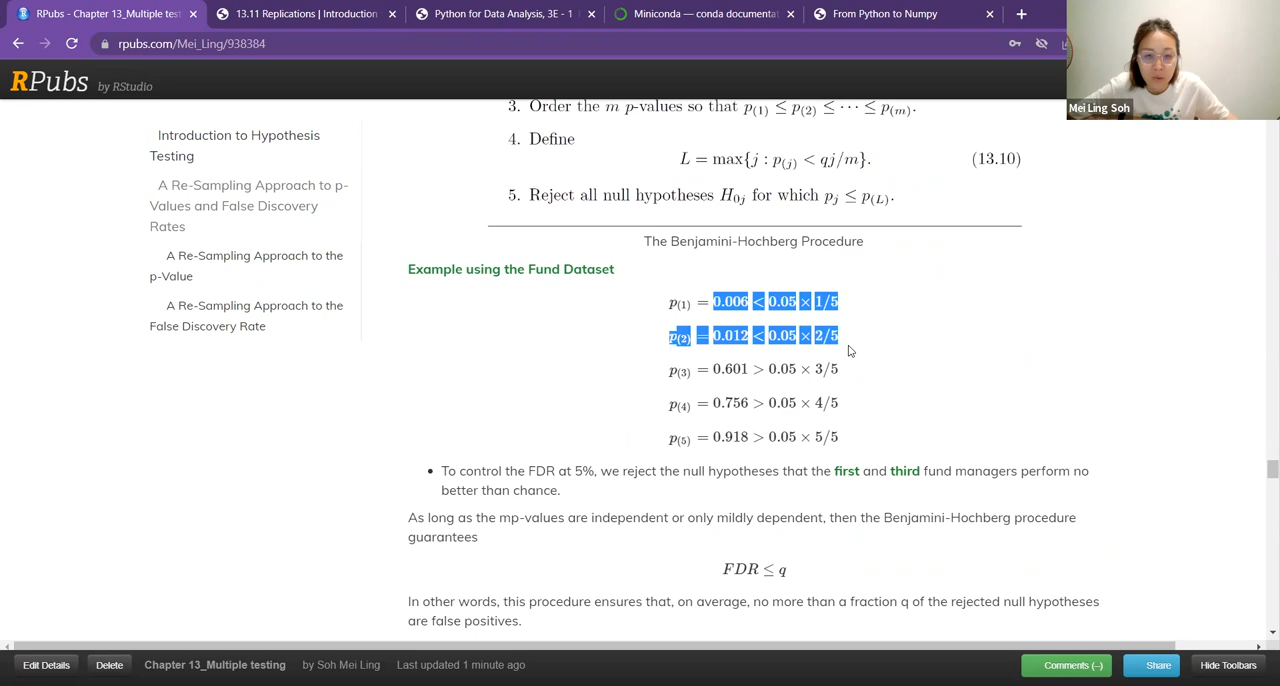 RPubs - Chapter 13_Multiple test
13.11 Replications | Introduction
Python for Data Analysis, 3E - 1
Miniconda — conda documentat
From Python to Numpy
rpubs.com/Mei_Ling/938384
RPubs by RStudio
Mei Ling Soh
Introduction to Hypothesis
Testing
A Re-Sampling Approach to p-
Values and False Discovery
Rates
A Re-Sampling Approach to the
p-Value
A Re-Sampling Approach to the
False Discovery Rate
3. Order the m p-values so that p(1) ≤ p(2) ≤ ··· ≤ p(m).
4. Define
L = max{j : p(j) < qj/m}. (13.10)
5. Reject all null hypotheses H0j for which pj ≤ p(L).
The Benjamini-Hochberg Procedure
Example using the Fund Dataset
p(1) = 0.006 < 0.05 × 1/5
p(2) = 0.012 < 0.05 × 2/5
p(3) = 0.601 > 0.05 × 3/5
p(4) = 0.756 > 0.05 × 4/5
p(5) = 0.918 > 0.05 × 5/5
• To control the FDR at 5%, we reject the null hypotheses that the first and third fund managers perform no
better than chance.
As long as the mp-values are independent or only mildly dependent, then the Benjamini-Hochberg procedure
guarantees
FDR ≤ q
In other words, this procedure ensures that, on average, no more than a fraction q of the rejected null hypotheses
are false positives.
Edit Details
Delete
Chapter 13_Multiple testing
by Soh Mei Ling
Last updated 1 minute ago
Comments (–)
Share
Hide Toolbars